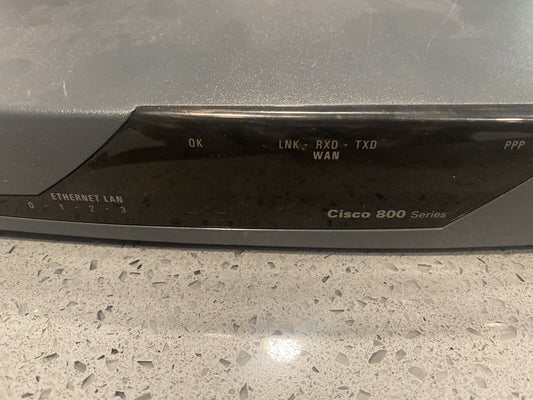 OK
LNK - RXD - TXD
WAN
PPP
ETHERNET LAN
0 - 1 - 2 - 3
Cisco 800 Series